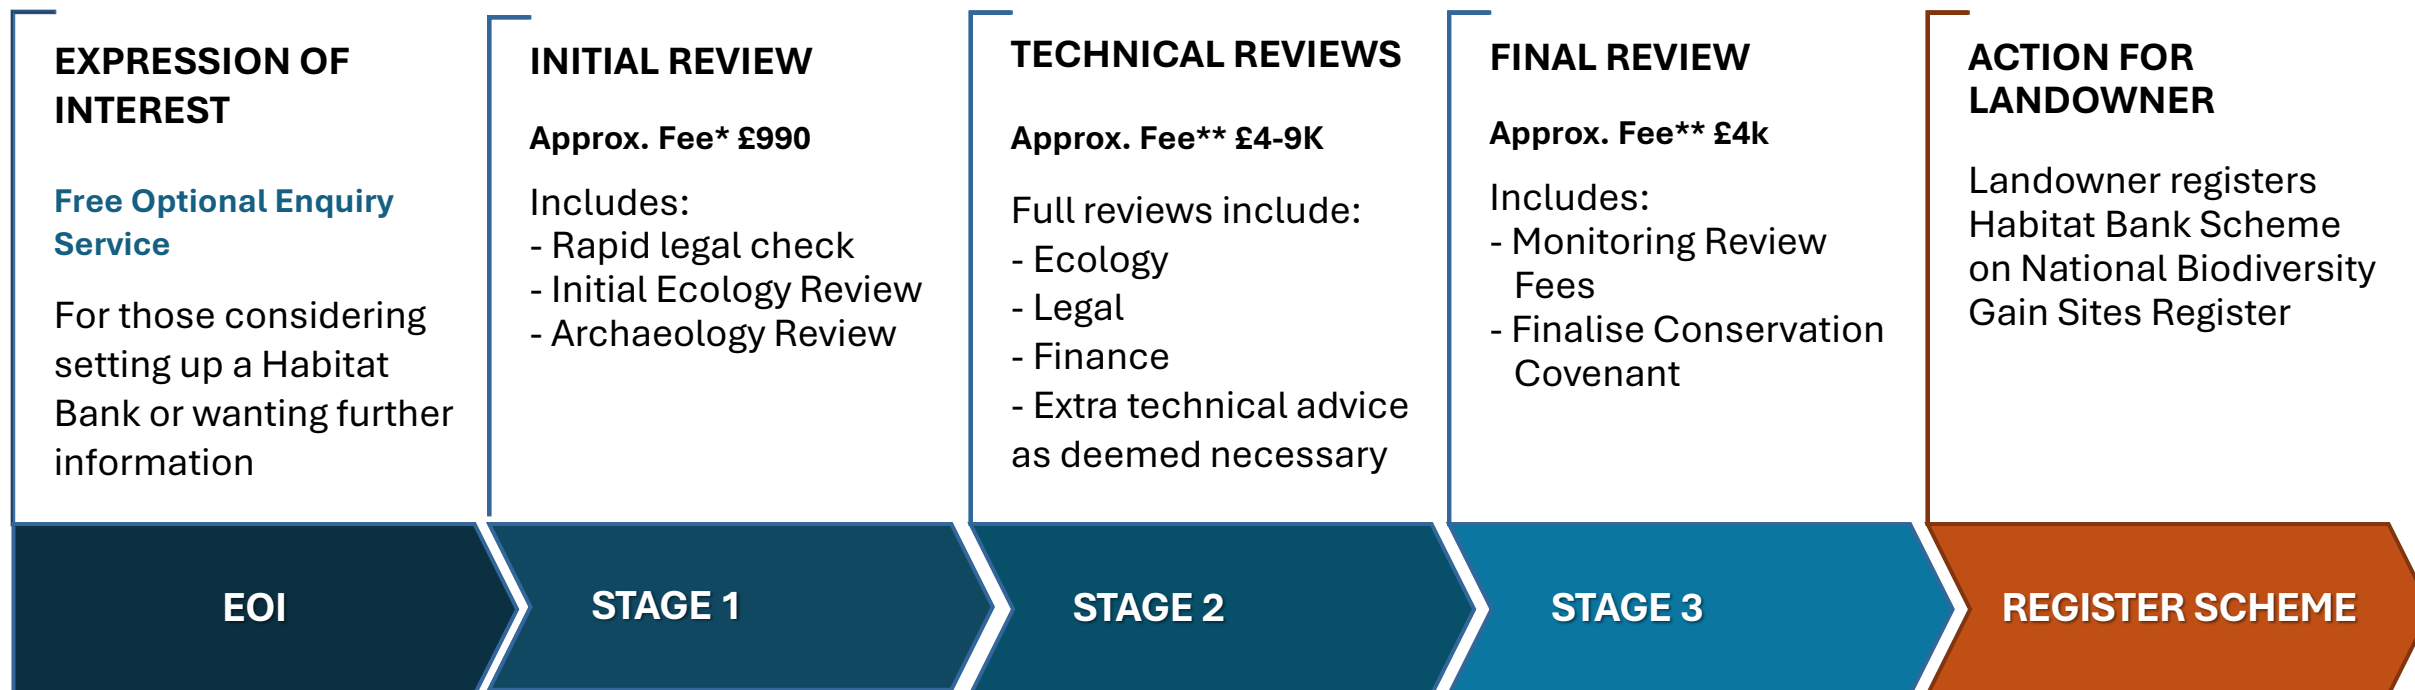 EXPRESSION OF
INTEREST
Free Optional Enquiry
Service
For those considering
setting up a Habitat
Bank or wanting further
information
EOI
INITIAL REVIEW
Approx. Fee* £990
Includes:
- Rapid legal check
- Initial Ecology Review
- Archaeology Review
STAGE 1
TECHNICAL REVIEWS
Approx. Fee** £4-9K
Full reviews include:
- Ecology
- Legal
- Finance
- Extra technical advice
as deemed necessary
STAGE 2
FINAL REVIEW
Approx. Fee** £4k
Includes:
- Monitoring Review
Fees
- Finalise Conservation
Covenant
STAGE 3
ACTION FOR
LANDOWNER
Landowner registers
Habitat Bank Scheme
on National Biodiversity
Gain Sites Register
REGISTER SCHEME